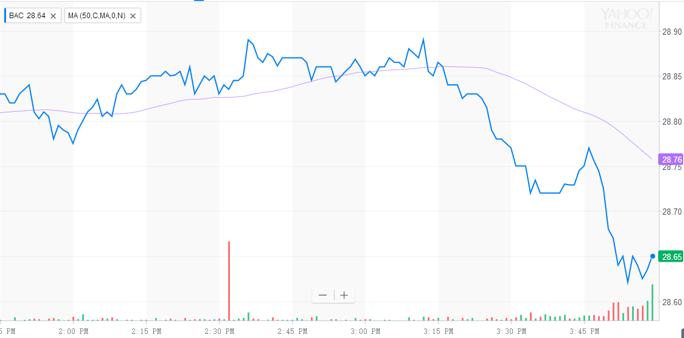 BAC 28.64 ✕ MA (50,C,MA,0,N) ✕
YAHOO!
FINANCE
28.90
28.85
28.80
28.76
28.75
28.70
28.65
28.60
2:00 PM 2:15 PM 2:30 PM 2:45 PM 3:00 PM 3:15 PM 3:30 PM 3:45 PM